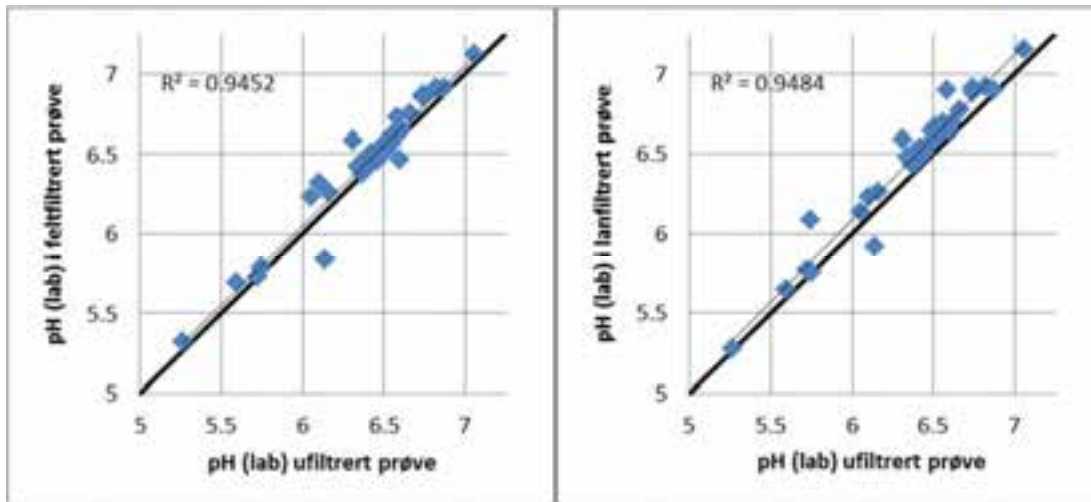 7
6.5
6
5.5
5
R² = 0.9452
5 5.5 6 6.5 7
pH (lab) i feltfiltrert prøve
pH (lab) ufiltrert prøve
7
6.5
6
5.5
5
R² = 0.9484
5 5.5 6 6.5 7
pH (lab) i lanfiltrert prøve
pH (lab) ufiltrert prøve